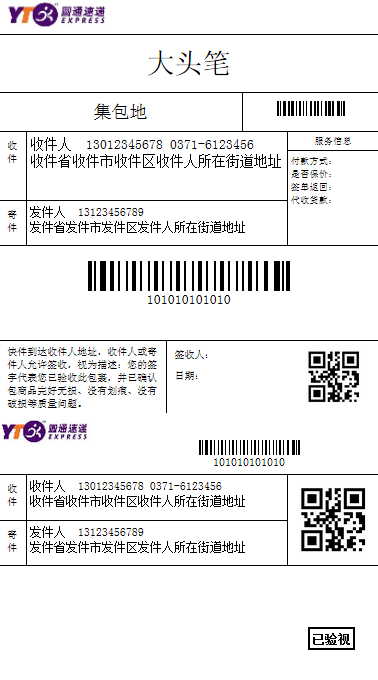 YTO 圆通速递
EXPRESS
大头笔
集包地
收件
收件人 13012345678 0371-6123456
收件省收件市收件区收件人所在街道地址
服务信息
付款方式:
是否保价:
签单返回:
代收货款:
寄件
发件人 13123456789
发件省发件市发件区发件人所在街道地址
101010101010
快件到达收件人地址，收件人或寄
件人允许签收，视为描述：您的签
字代表您已验收此包裹，并已确认
包商品完好无损、没有划痕、没有
破损等质量问题。
签收人:
日期:
YTO 圆通速递
EXPRESS
101010101010
收件
收件人 13012345678 0371-6123456
收件省收件市收件区收件人所在街道地址
寄件
发件人 13123456789
发件省发件市发件区发件人所在街道地址
已验视